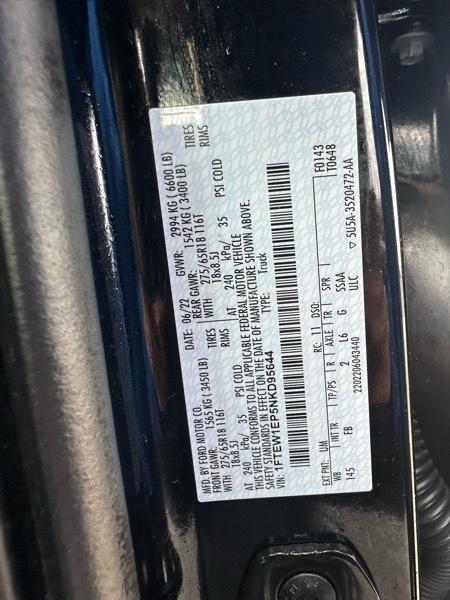 MFD. BY FORD MOTOR CO. 06/22 GVWR: 2994 KG ( 6600 LB)
FRONT GAWR: 1565 KG ( 3450 LB) REAR GAWR: 1542 KG ( 3400 LB)
WITH 275/65R18 116T TIRES WITH 275/65R18 116T TIRES
18x8.5J RIMS 18x8.5J RIMS
AT 240 kPa/ 35 PSI COLD AT 240 kPa/ 35 PSI COLD
THIS VEHICLE CONFORMS TO ALL APPLICABLE FEDERAL MOTOR VEHICLE
SAFETY STANDARDS IN EFFECT ON THE DATE OF MANUFACTURE SHOWN ABOVE.
VIN: 1FTEW1EP5NKD95644 TYPE: Truck
F0143
T0648
EXT PNT: UM RC: 11 DSO:
WB INT TR TP/PS R AXLE TR SPR
145 FB 2 L6 G SSAA
2202206043440 ULC
▽ 5U5A-3520472-AA